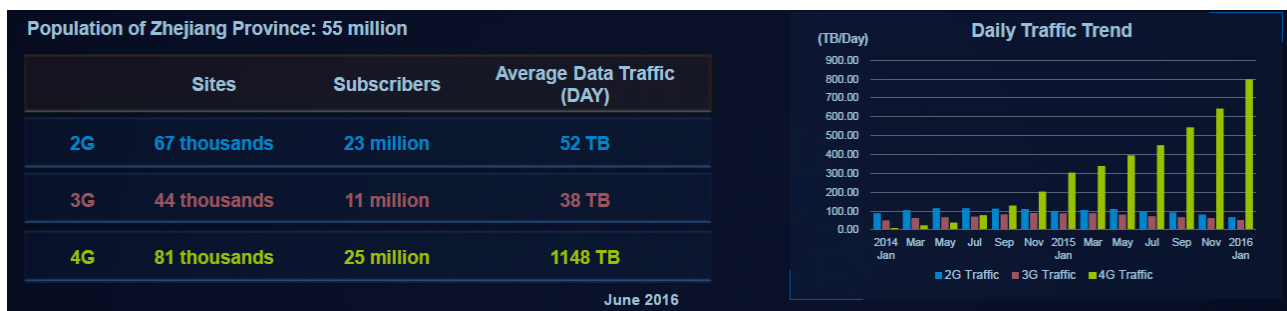 Population of Zhejiang Province: 55 million
Sites Subscribers Average Data Traffic
(DAY)
2G 67 thousands 23 million 52 TB
3G 44 thousands 11 million 38 TB
4G 81 thousands 25 million 1148 TB
June 2016
Daily Traffic Trend
(TB/Day)
900.00
800.00
700.00
600.00
500.00
400.00
300.00
200.00
100.00
0.00
2014 Mar May Jul Sep Nov 2015 Mar May Jul Sep Nov 2016
Jan Jan Jan
2G Traffic 3G Traffic 4G Traffic